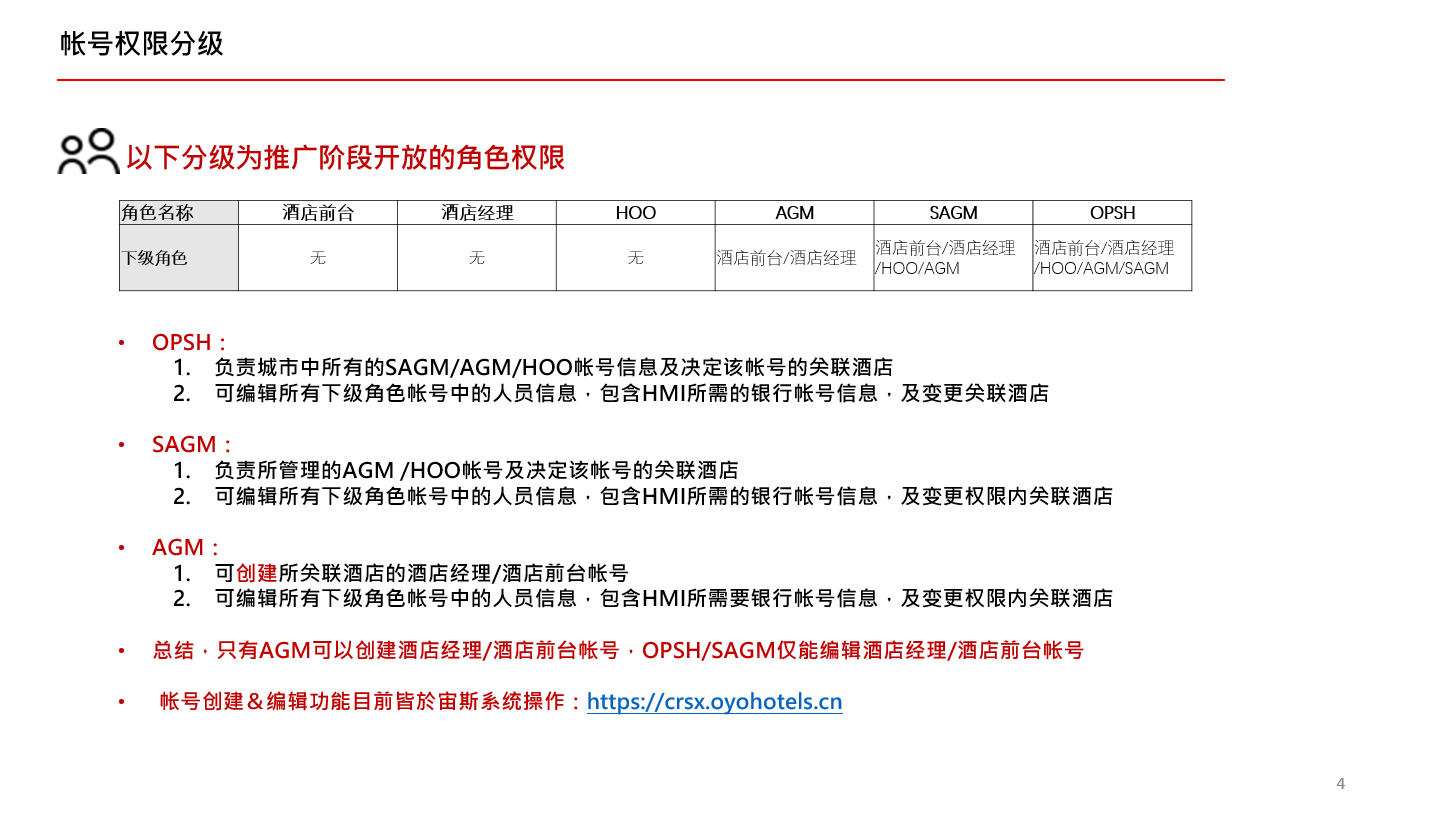 帐号权限分级
以下分级为推广阶段开放的角色权限
角色名称 酒店前台 酒店经理 HOO AGM SAGM OPSH
下级角色 无 无 无 酒店前台/酒店经理 酒店前台/酒店经理/HOO/AGM 酒店前台/酒店经理/HOO/AGM/SAGM
• OPSH：
1. 负责城市中所有的SAGM/AGM/HOO帐号信息及决定该帐号的关联酒店
2. 可编辑所有下级角色帐号中的人员信息，包含HMI所需的银行帐号信息，及变更关联酒店
• SAGM：
1. 负责所管理的AGM /HOO帐号及决定该帐号的关联酒店
2. 可编辑所有下级角色帐号中的人员信息，包含HMI所需的银行帐号信息，及变更权限内关联酒店
• AGM：
1. 可创建所关联酒店的酒店经理/酒店前台帐号
2. 可编辑所有下级角色帐号中的人员信息，包含HMI所需要银行帐号信息，及变更权限内关联酒店
• 总结，只有AGM可以创建酒店经理/酒店前台帐号，OPSH/SAGM仅能编辑酒店经理/酒店前台帐号
• 帐号创建＆编辑功能目前皆於宙斯系统操作：https://crsx.oyohotels.cn
4